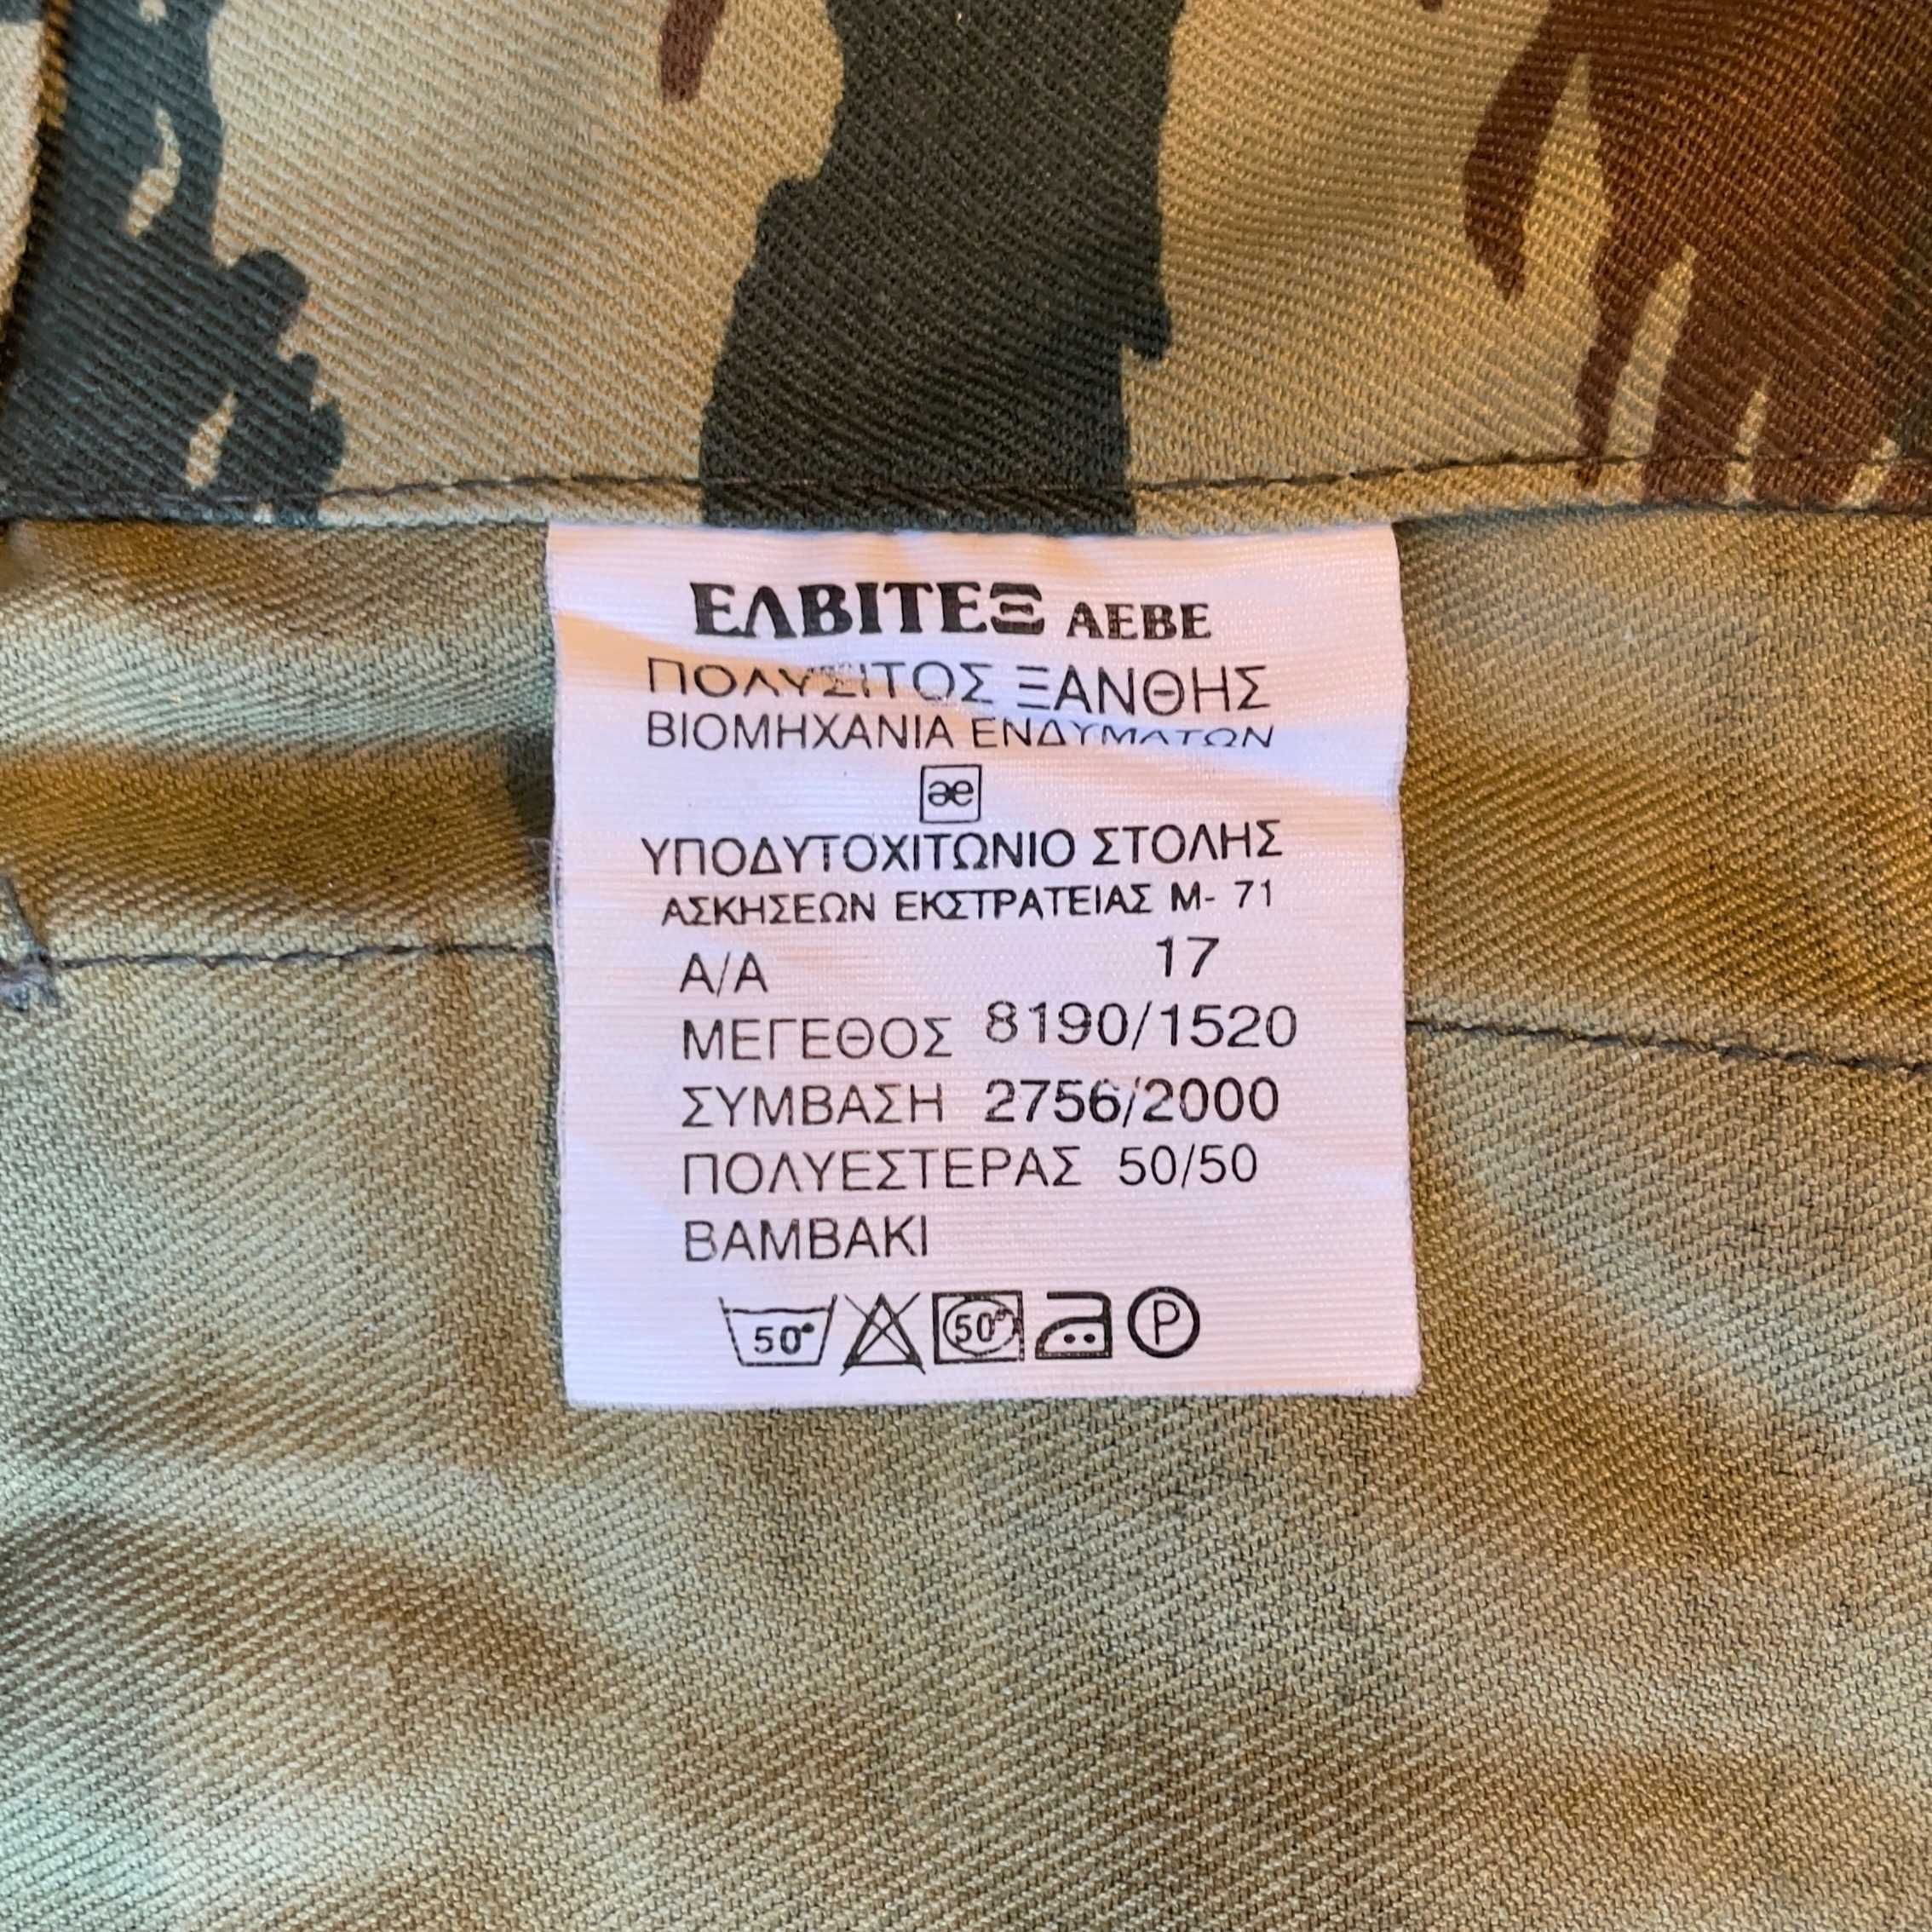 ΕΛΒΙΤΕΞ ΑΕΒΕ
ΠΟΛΥΣΙΤΟΣ ΞΑΝΘΗΣ
ΒΙΟΜΗΧΑΝΙΑ ΕΝΔΥΜΑΤΩΝ
æ
ΥΠΟΔΥΤΟΧΙΤΩΝΙΟ ΣΤΟΛΗΣ
ΑΣΚΗΣΕΩΝ ΕΚΣΤΡΑΤΕΙΑΣ Μ- 71
Α/Α 17
ΜΕΓΕΘΟΣ 8190/1520
ΣΥΜΒΑΣΗ 2756/2000
ΠΟΛΥΕΣΤΕΡΑΣ 50/50
ΒΑΜΒΑΚΙ
50° 50° P